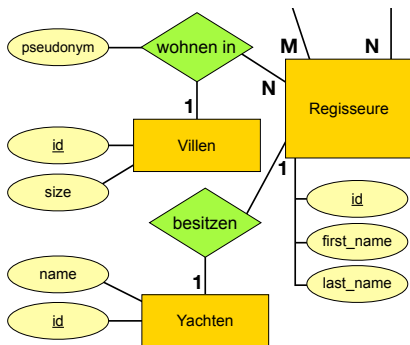 pseudonym
wohnen in
M
N
N
1
Regisseure
id
Villen
size
1
besitzen
id
first_name
name
1
last_name
id
Yachten